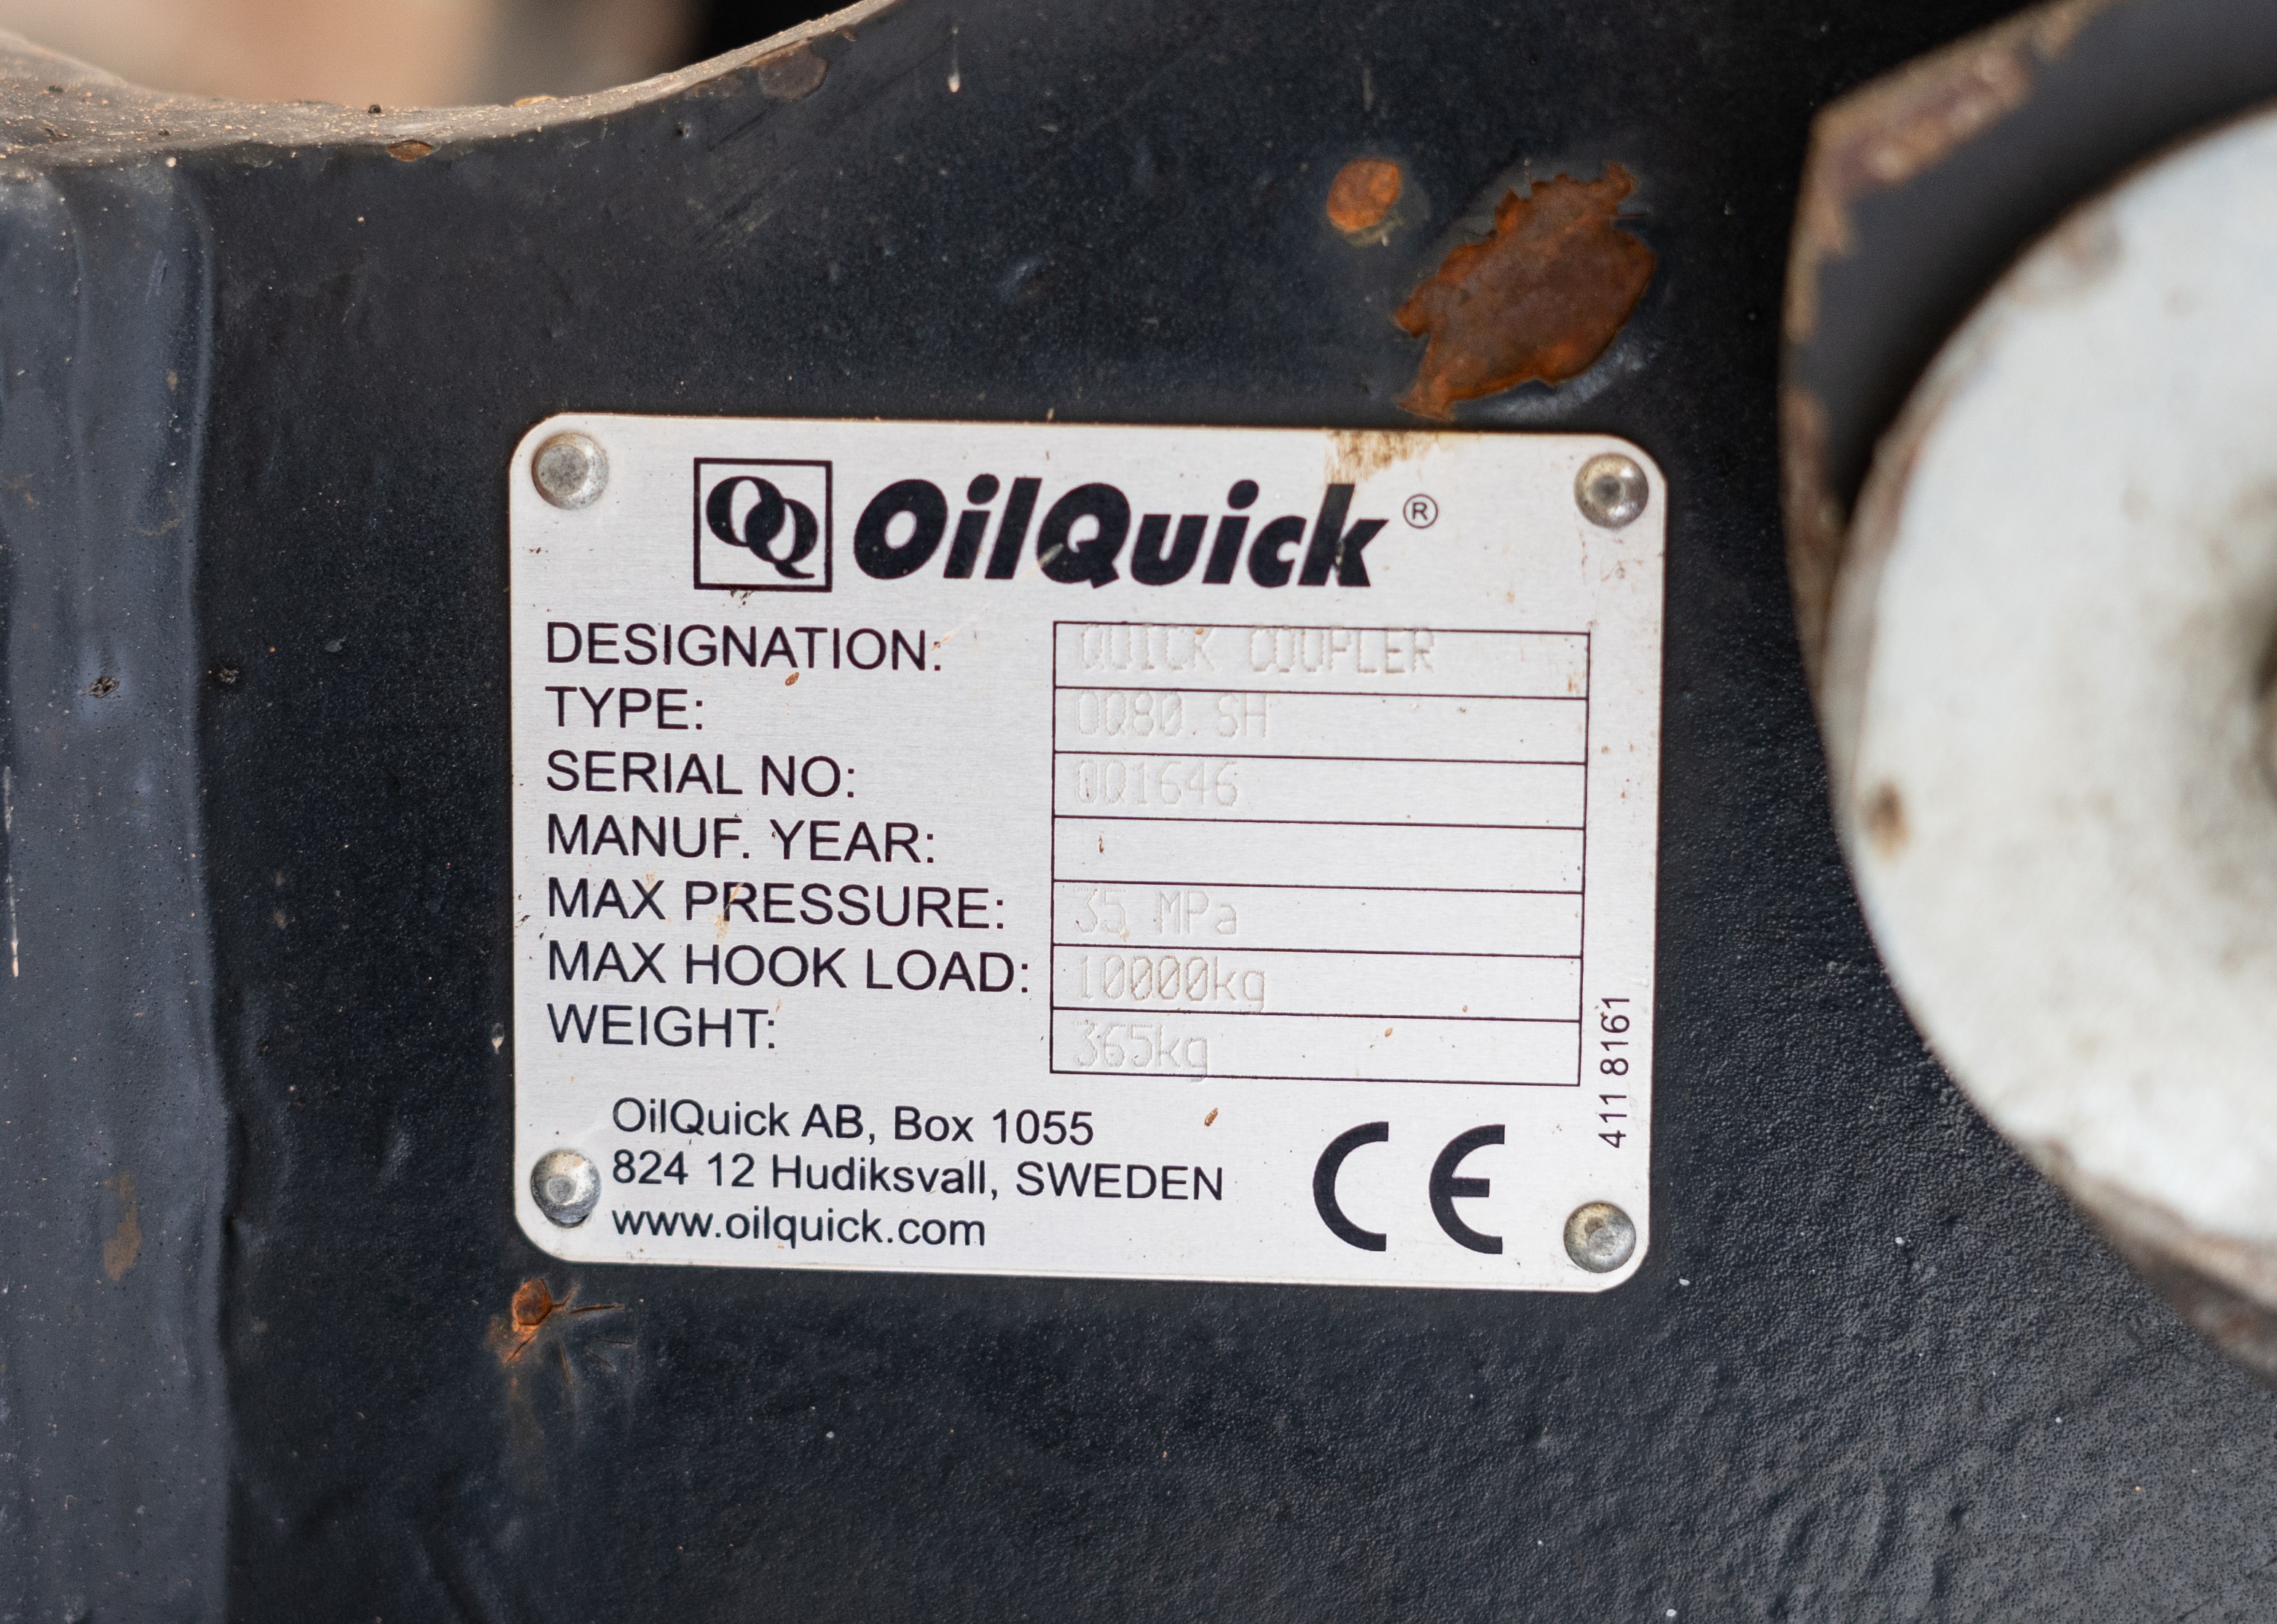 QQ OilQuick®
DESIGNATION: QUICK COUPLER
TYPE: OQ80.SH
SERIAL NO: OQ1646
MANUF. YEAR:
MAX PRESSURE: 35 MPa
MAX HOOK LOAD: 10000kg
WEIGHT: 365kg
OilQuick AB, Box 1055
824 12 Hudiksvall, SWEDEN
www.oilquick.com
CE
411 8161